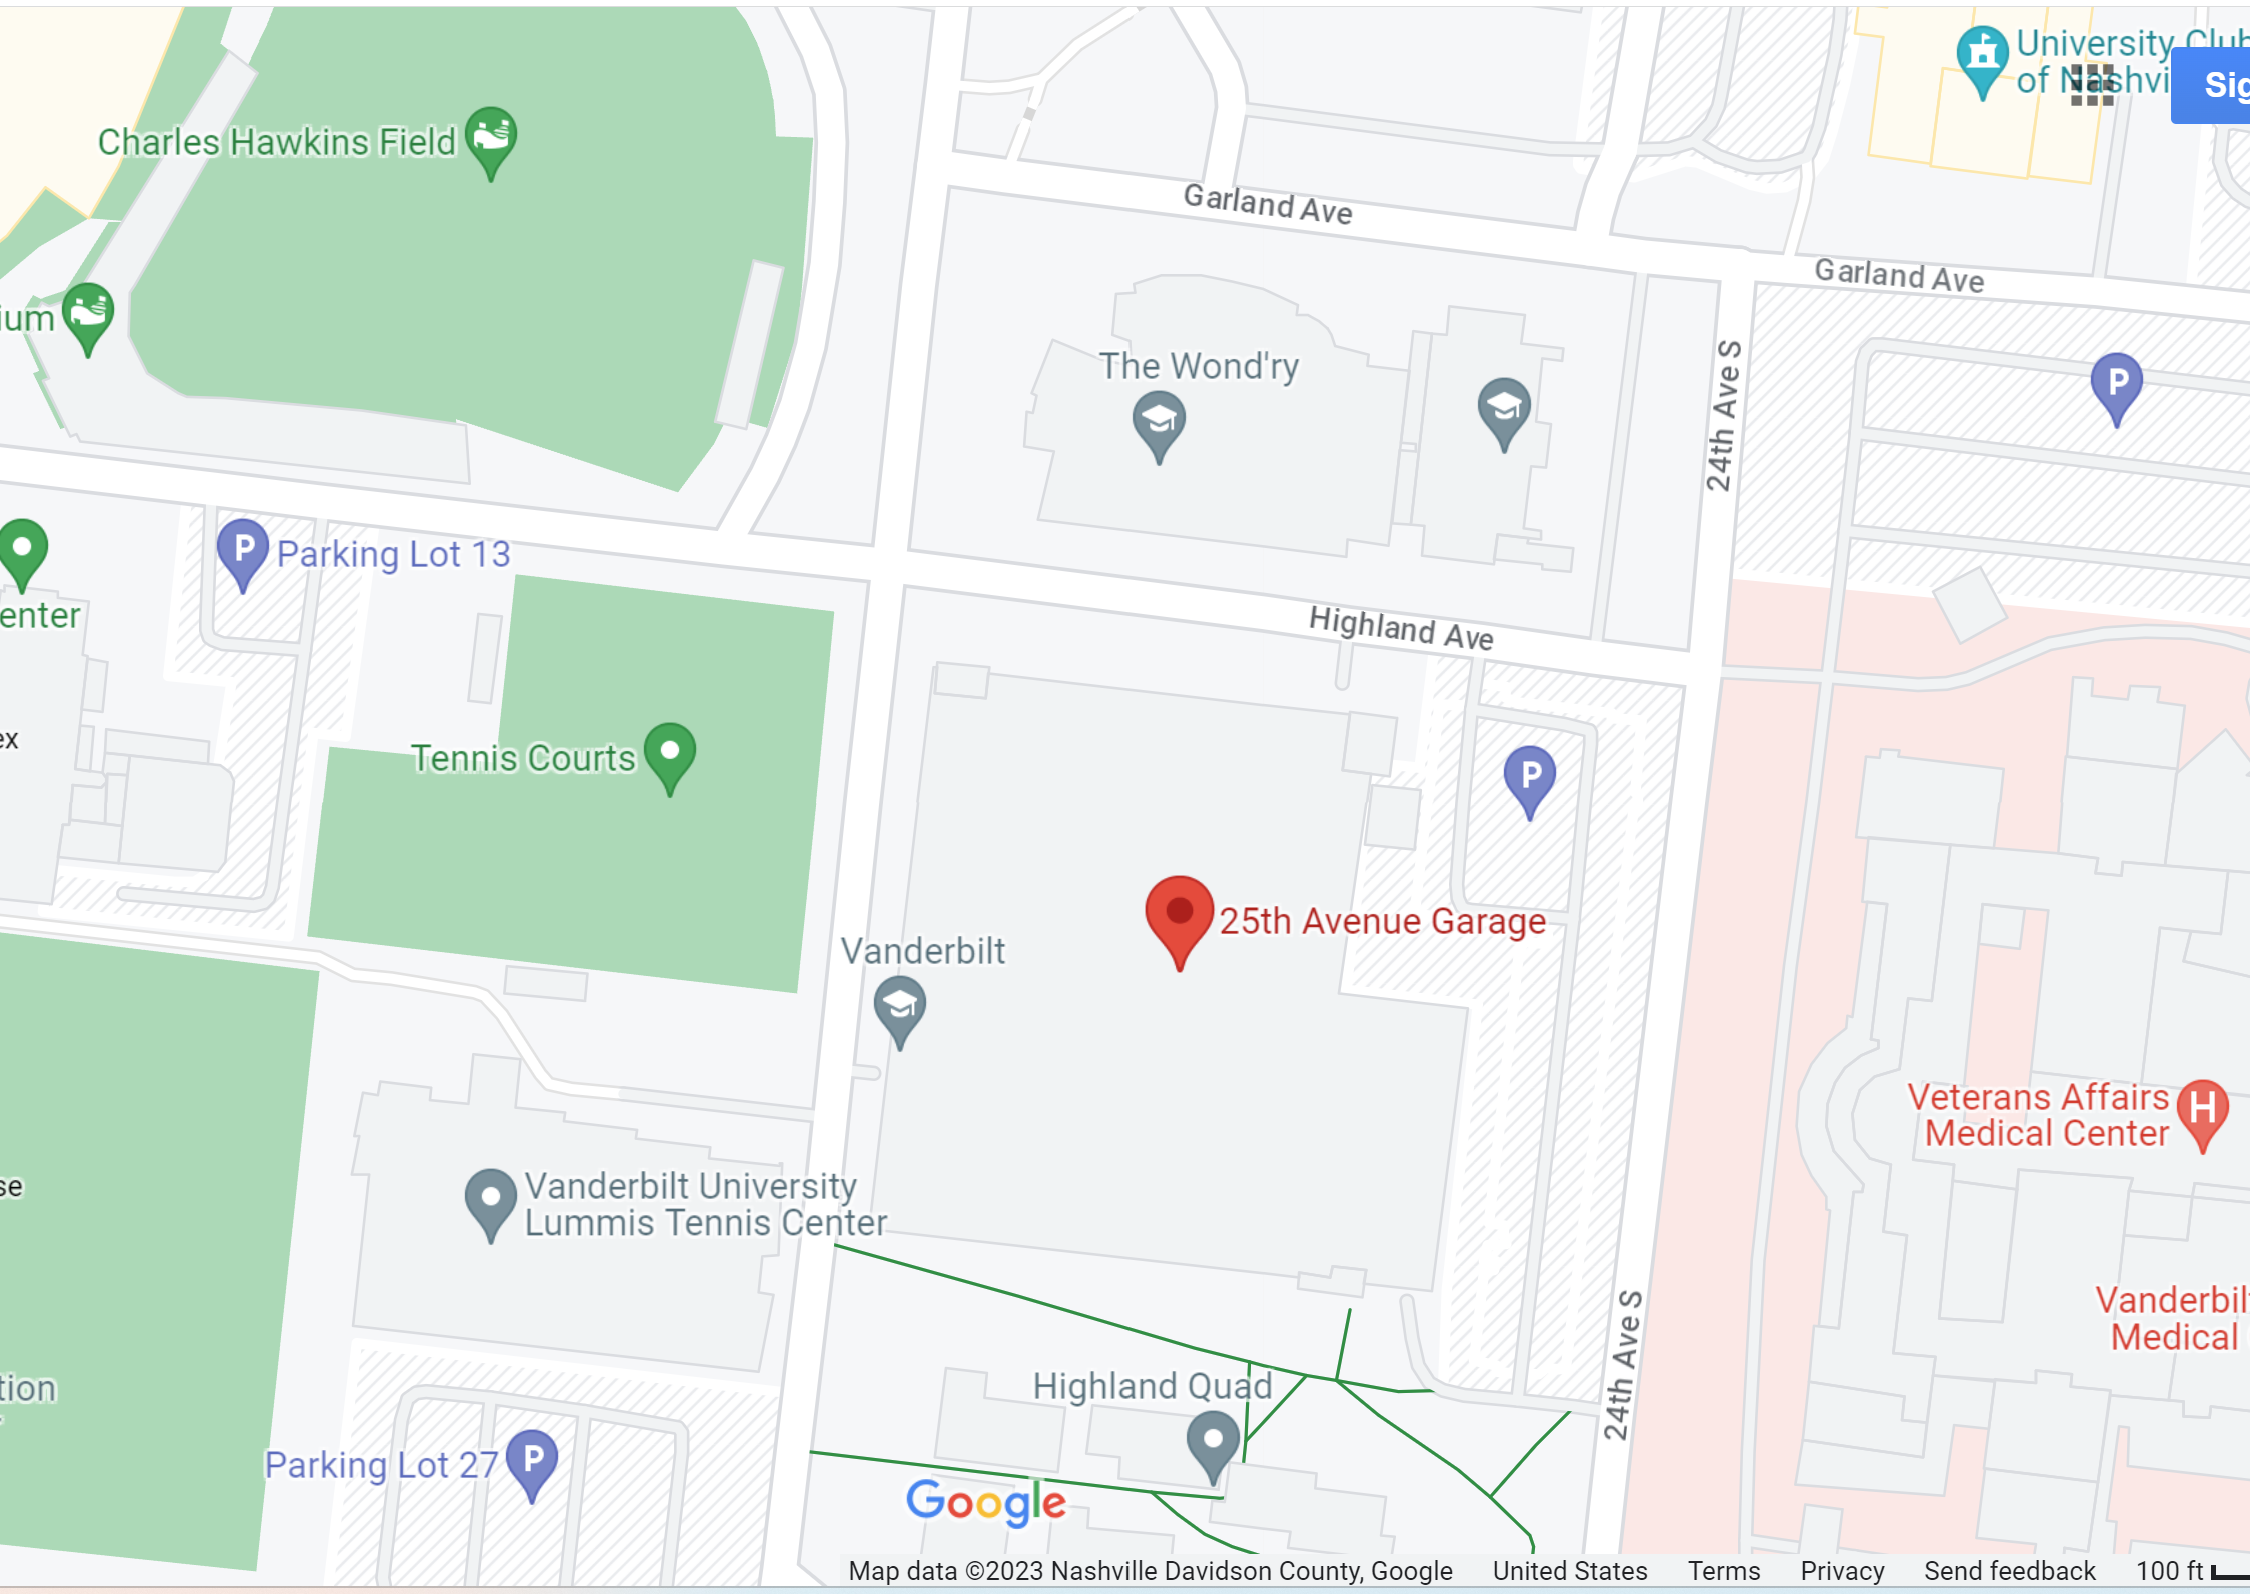 University Club
of Nashvi
Sig
Charles Hawkins Field
Garland Ave
Garland Ave
ium
The Wond'ry
24th Ave S
P
P
Parking Lot 13
enter
Highland Ave
ex
Tennis Courts
P
25th Avenue Garage
Vanderbilt
Veterans Affairs
Medical Center
H
se
Vanderbilt University
Lummis Tennis Center
Vanderbilt
Medical
24th Ave S
tion
Highland Quad
Parking Lot 27
P
Google
Map data ©2023 Nashville Davidson County, Google
United States
Terms
Privacy
Send feedback
100 ft